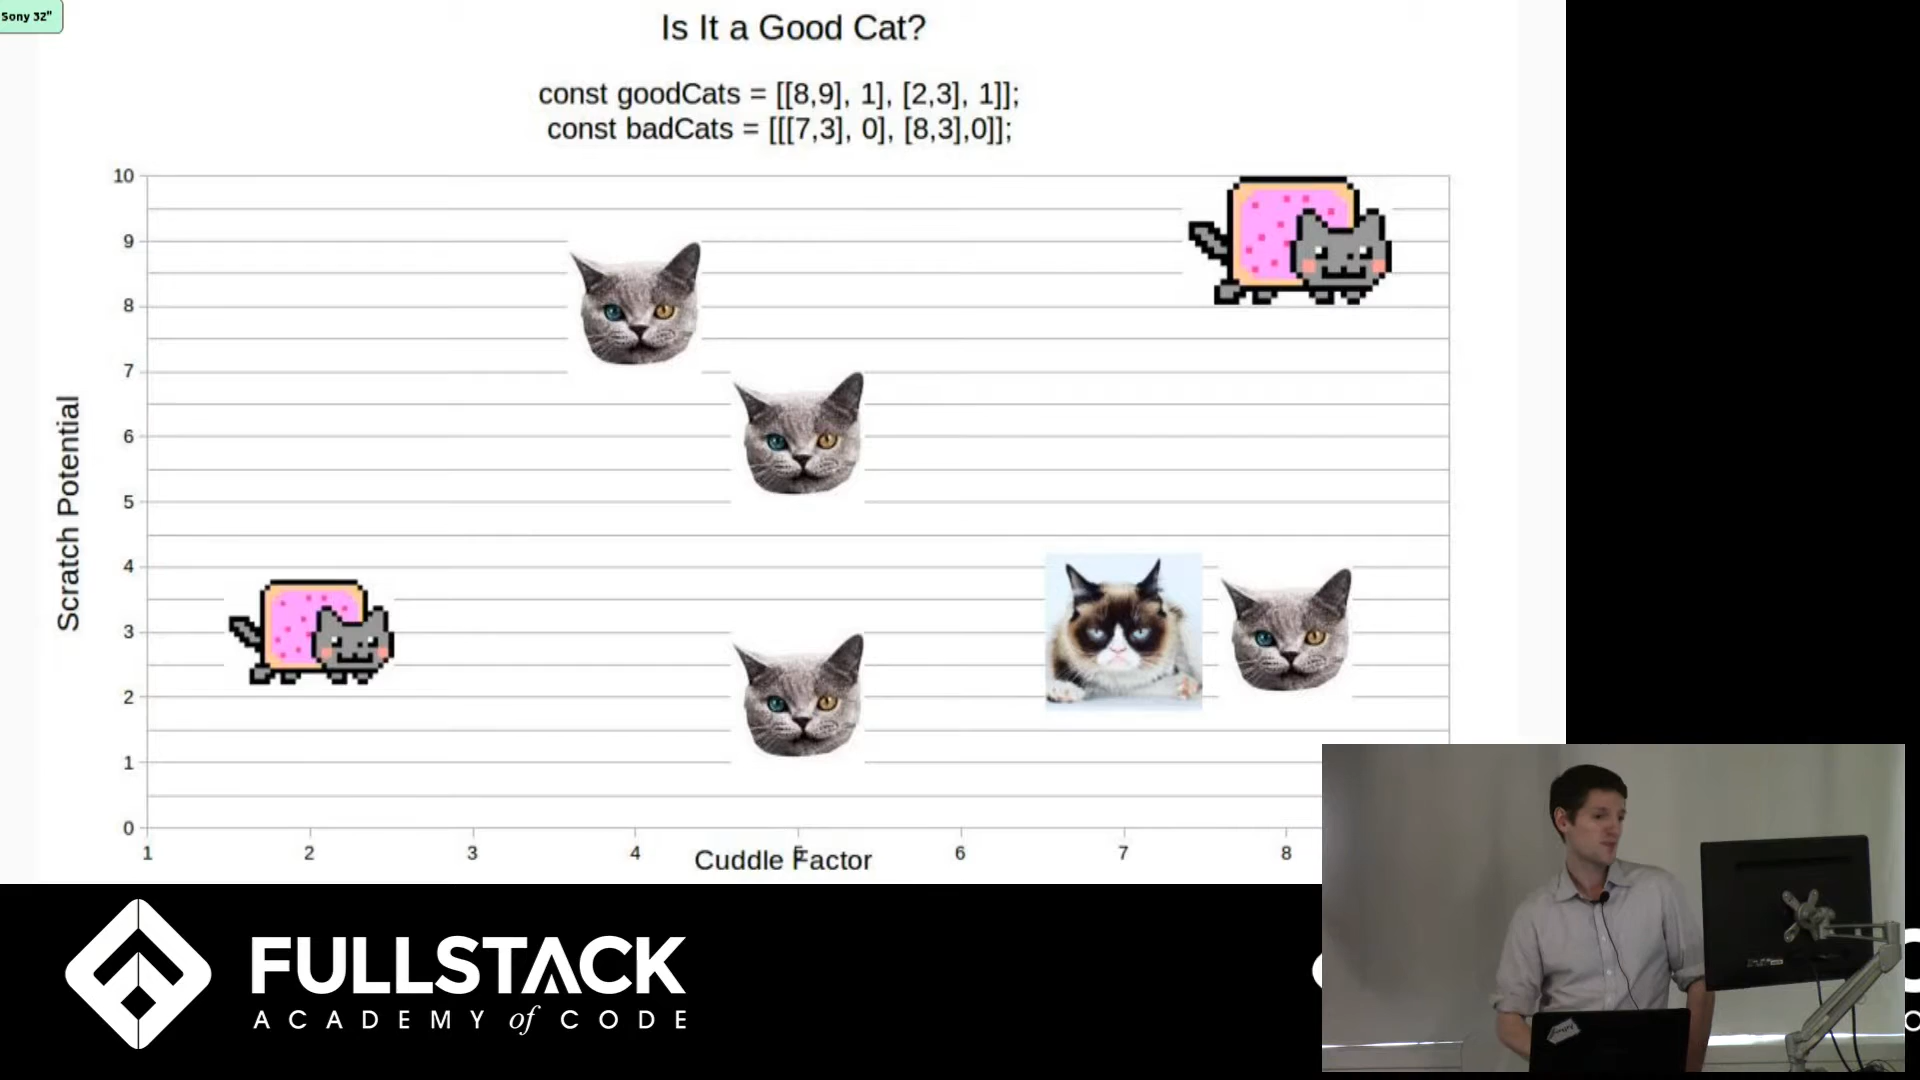 Sony 32"
Is It a Good Cat?
const goodCats = [[8,9], 1], [2,3], 1]];
const badCats = [[[7,3], 0], [8,3],0]];
10
9
8
7
6
5
4
3
2
1
0
Scratch Potential
1 2 3 4 5 6 7 8
Cuddle Factor
FULLSTACK
ACADEMY of CODE